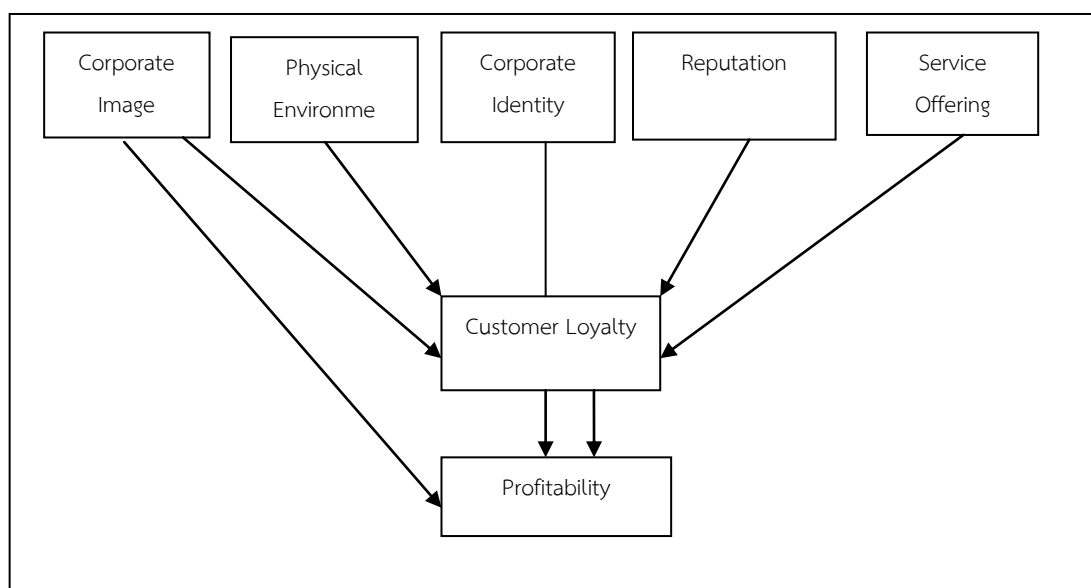 Corporate
Image
Physical
Environme
Corporate
Identity
Reputation
Service
Offering
Customer Loyalty
Profitability